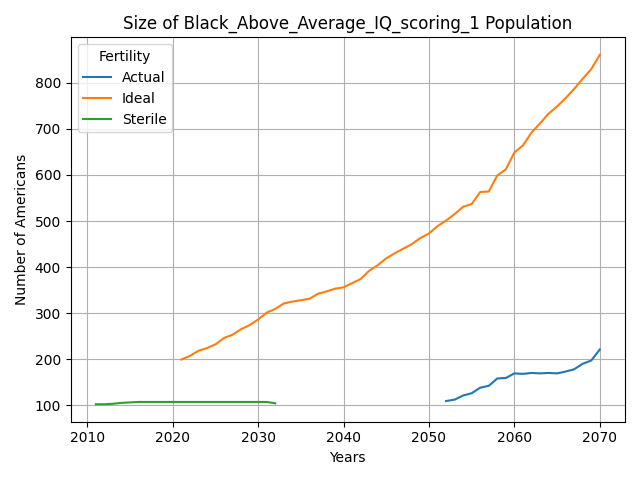 Size of Black_Above_Average_IQ_scoring_1 Population
Fertility
Actual
Ideal
Sterile
Number of Americans
800
700
600
500
400
300
200
100
2010 2020 2030 2040 2050 2060 2070
Years